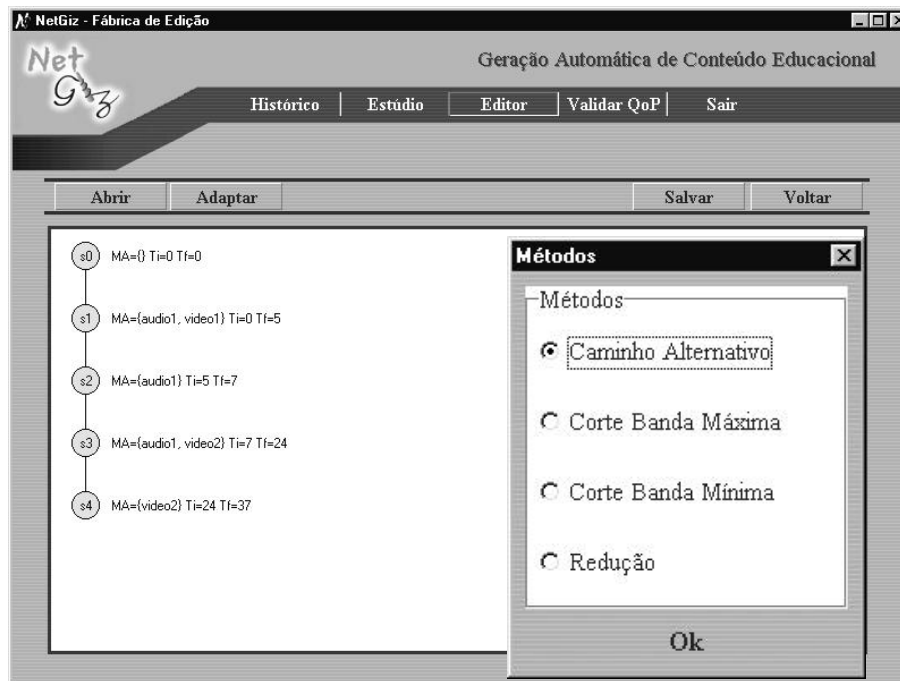 NetGiz - Fábrica de Edição
Net
Giz
Geração Automática de Conteúdo Educacional
Histórico Estúdio Editor Validar QoP Sair
Abrir Adaptar Salvar Voltar
s0 MA={} Ti=0 Tf=0
s1 MA={audio1, video1} Ti=0 Tf=5
s2 MA={audio1} Ti=5 Tf=7
s3 MA={audio1, video2} Ti=7 Tf=24
s4 MA={video2} Ti=24 Tf=37
Métodos
Métodos
Caminho Alternativo
Corte Banda Máxima
Corte Banda Mínima
Redução
Ok